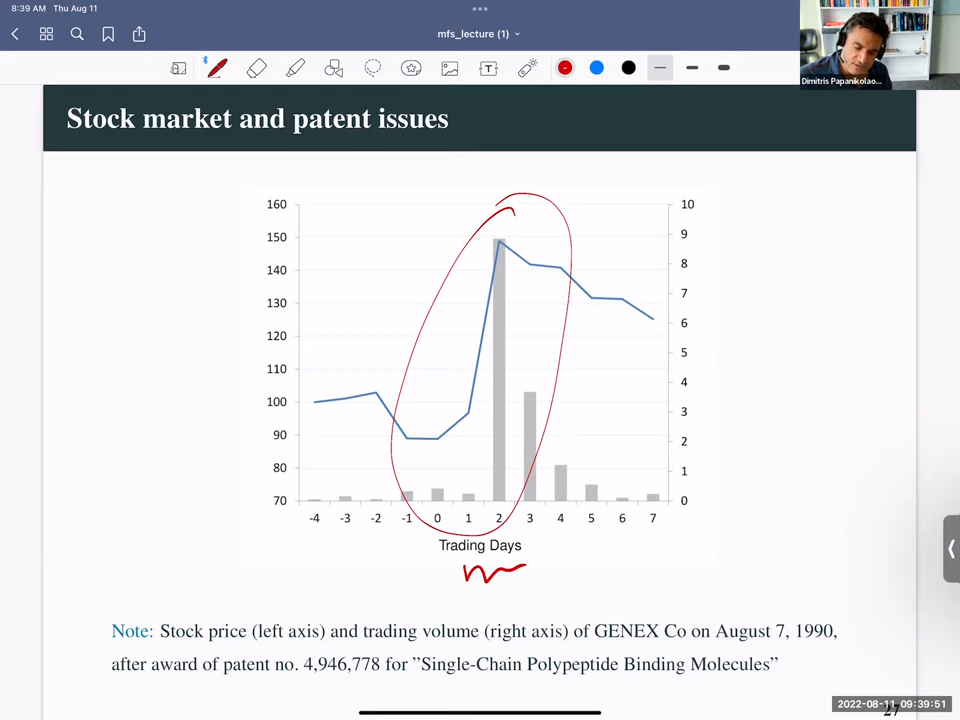 8:39 AM Thu Aug 11
mfs_lecture (1)
T
Dimitris Papanikolao...
Stock market and patent issues
160 10
150 9
140 8
130 7
120 6
110 5
100 4
90 3
80 2
70 1
0
-4 -3 -2 -1 0 1 2 3 4 5 6 7
Trading Days
Note: Stock price (left axis) and trading volume (right axis) of GENEX Co on August 7, 1990,
after award of patent no. 4,946,778 for ”Single-Chain Polypeptide Binding Molecules”
2022-08-11 09:39:51
27